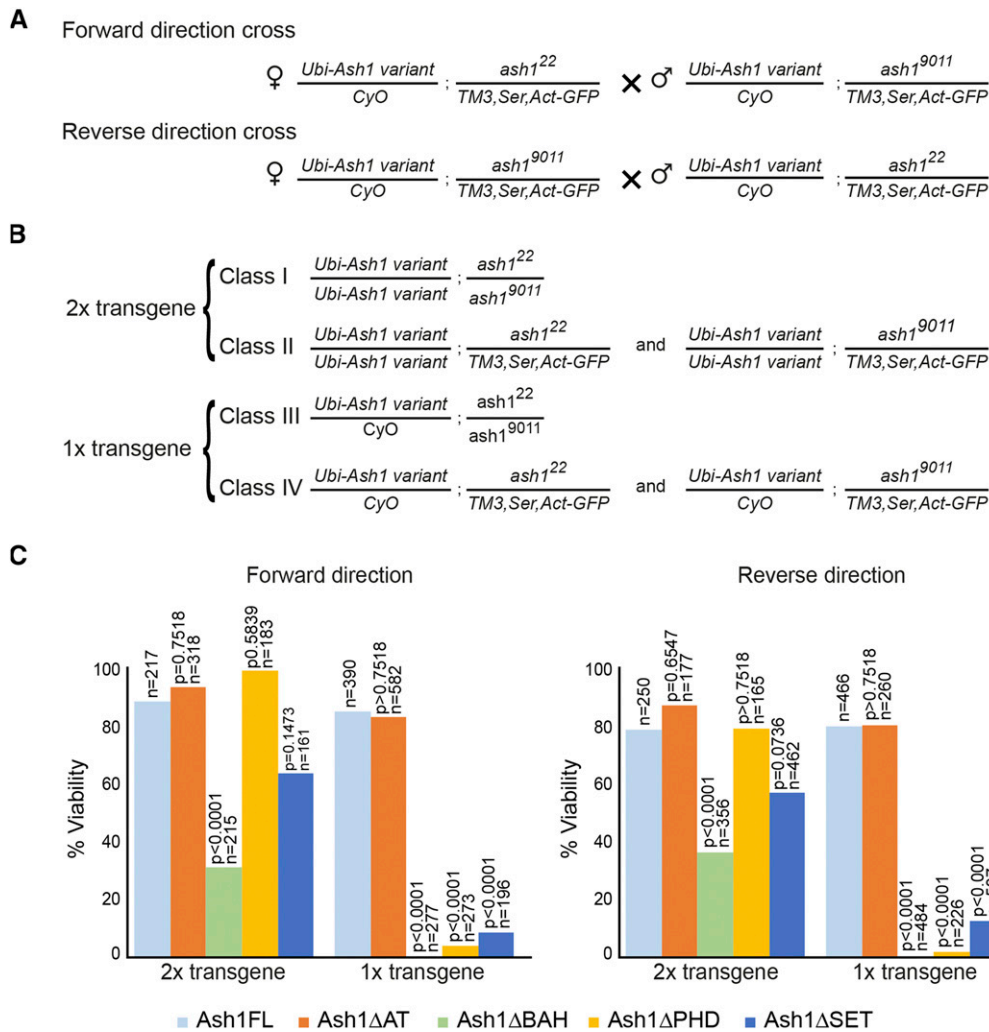 A
Forward direction cross
♀ Ubi-Ash1 variant / CyO ; ash1^22 / TM3,Ser,Act-GFP × ♂ Ubi-Ash1 variant / CyO ; ash1^9011 / TM3,Ser,Act-GFP
Reverse direction cross
♀ Ubi-Ash1 variant / CyO ; ash1^9011 / TM3,Ser,Act-GFP × ♂ Ubi-Ash1 variant / CyO ; ash1^22 / TM3,Ser,Act-GFP
B
2x transgene
Class I Ubi-Ash1 variant / Ubi-Ash1 variant ; ash1^22 / ash1^9011
Class II Ubi-Ash1 variant / Ubi-Ash1 variant ; ash1^22 / TM3,Ser,Act-GFP and Ubi-Ash1 variant / Ubi-Ash1 variant ; ash1^9011 / TM3,Ser,Act-GFP
1x transgene
Class III Ubi-Ash1 variant / CyO ; ash1^22 / ash1^9011
Class IV Ubi-Ash1 variant / CyO ; ash1^22 / TM3,Ser,Act-GFP and Ubi-Ash1 variant / CyO ; ash1^9011 / TM3,Ser,Act-GFP
C
Forward direction
% Viability
100
80
60
40
20
0
n=217
p=0.7518
n=318
p<0.0001
n=215
p0.5839
n=183
p=0.1473
n=161
n=390
p>0.7518
n=582
p<0.0001
n=277
p<0.0001
n=273
p<0.0001
n=196
2x transgene
1x transgene
Reverse direction
% Viability
100
80
60
40
20
0
n=250
p=0.6547
n=177
p<0.0001
n=356
p>0.7518
n=165
p=0.0736
n=462
n=466
p>0.7518
n=260
p<0.0001
n=484
p<0.0001
n=226
p<0.0001
2x transgene
1x transgene
Ash1FL
Ash1ΔAT
Ash1ΔBAH
Ash1ΔPHD
Ash1ΔSET